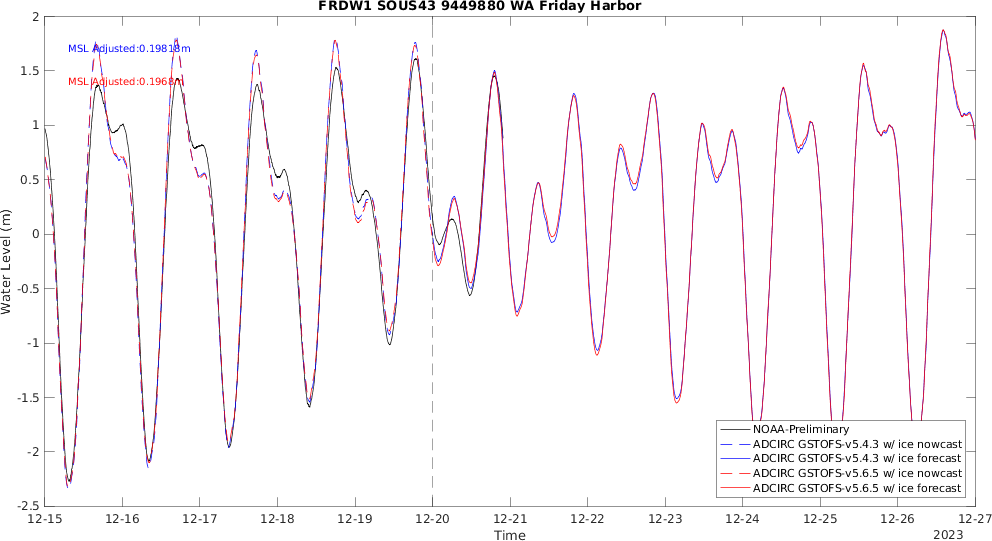 FRDW1 SOUS43 9449880 WA Friday Harbor
MSL Adjusted:0.19818m
MSL Adjusted:0.1968m
Water Level (m)
2
1.5
1
0.5
0
-0.5
-1
-1.5
-2
-2.5
NOAA-Preliminary
ADCIRC GSTOFS-v5.4.3 w/ ice nowcast
ADCIRC GSTOFS-v5.4.3 w/ ice forecast
ADCIRC GSTOFS-v5.6.5 w/ ice nowcast
ADCIRC GSTOFS-v5.6.5 w/ ice forecast
12-15 12-16 12-17 12-18 12-19 12-20 12-21 12-22 12-23 12-24 12-25 12-26 12-27
Time
2023